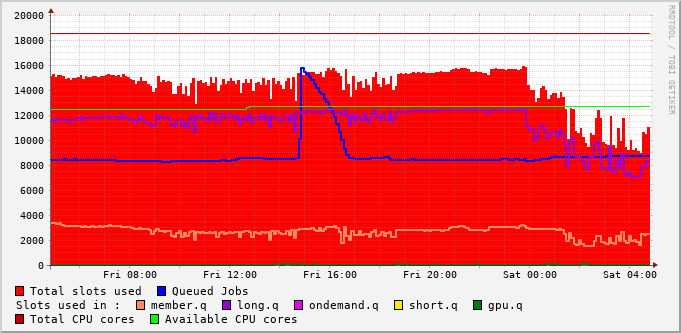 20000
18000
16000
14000
12000
10000
8000
6000
4000
2000
0
Fri 08:00 Fri 12:00 Fri 16:00 Fri 20:00 Sat 00:00 Sat 04:00
RRDTOOL / TOBI OETIKER
Total slots used Queued Jobs
Slots used in : member.q long.q ondemand.q short.q gpu.q
Total CPU cores Available CPU cores